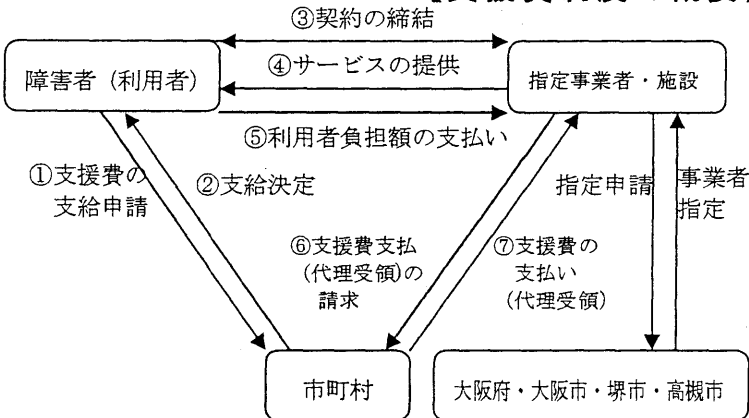 ③契約の締結
障害者（利用者）
④サービスの提供
指定事業者・施設
⑤利用者負担額の支払い
①支援費の
支給申請
②支給決定
指定申請
事業者
指定
⑥支援費支払
(代理受領)の
請求
⑦支援費の
支払い
(代理受領)
市町村
大阪府・大阪市・堺市・高槻市